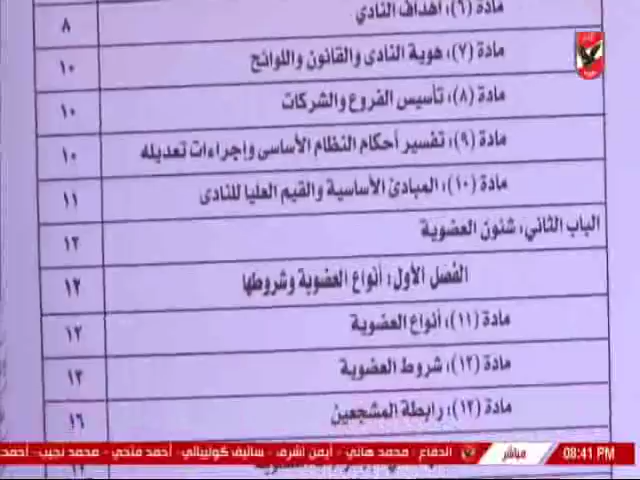 مادة (٦)، أهداف النادي ٨
مادة (٧)، هوية النادى والقانون واللوائح ١٠
مادة (٨)، تأسيس الفروع والشركات ١٠
مادة (٩)، تفسير أحكام النظام الأساسى وإجراءات تعديله ١٠
مادة (١٠)، المبادئ الأساسية والقيم العليا للنادى ١١
الباب الثاني، شئون العضوية ١٢
الفصل الأول، أنواع العضوية وشروطها ١٢
مادة (١١)، أنواع العضوية ١٢
مادة (١٢)، شروط العضوية ١٢
مادة (١٣)، رابطة المشجعين ١٦
08:41 PM مباشر الدفاع : محمد هاني - أيمن أشرف - ساليف كوليبالي - أحمد فتحي - محمد نجيب - أحمد